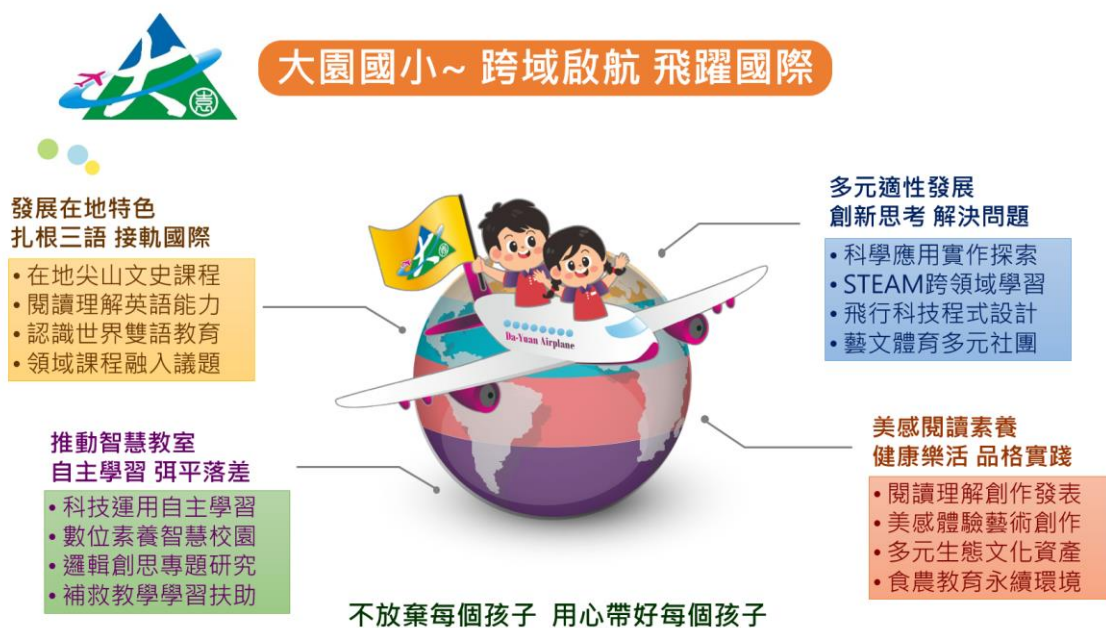 大園國小~ 跨域啟航 飛躍國際
大
園
發展在地特色
扎根三語 接軌國際
• 在地尖山文史課程
• 閱讀理解英語能力
• 認識世界雙語教育
• 領域課程融入議題
多元適性發展
創新思考 解決問題
• 科學應用實作探索
• STEAM跨領域學習
• 飛行科技程式設計
• 藝文體育多元社團
大
Da-Yuan Airplane
推動智慧教室
自主學習 弭平落差
• 科技運用自主學習
• 數位素養智慧校園
• 邏輯創思專題研究
• 補救教學學習扶助
美感閱讀素養
健康樂活 品格實踐
• 閱讀理解創作發表
• 美感體驗藝術創作
• 多元生態文化資產
• 食農教育永續環境
不放棄每個孩子 用心帶好每個孩子